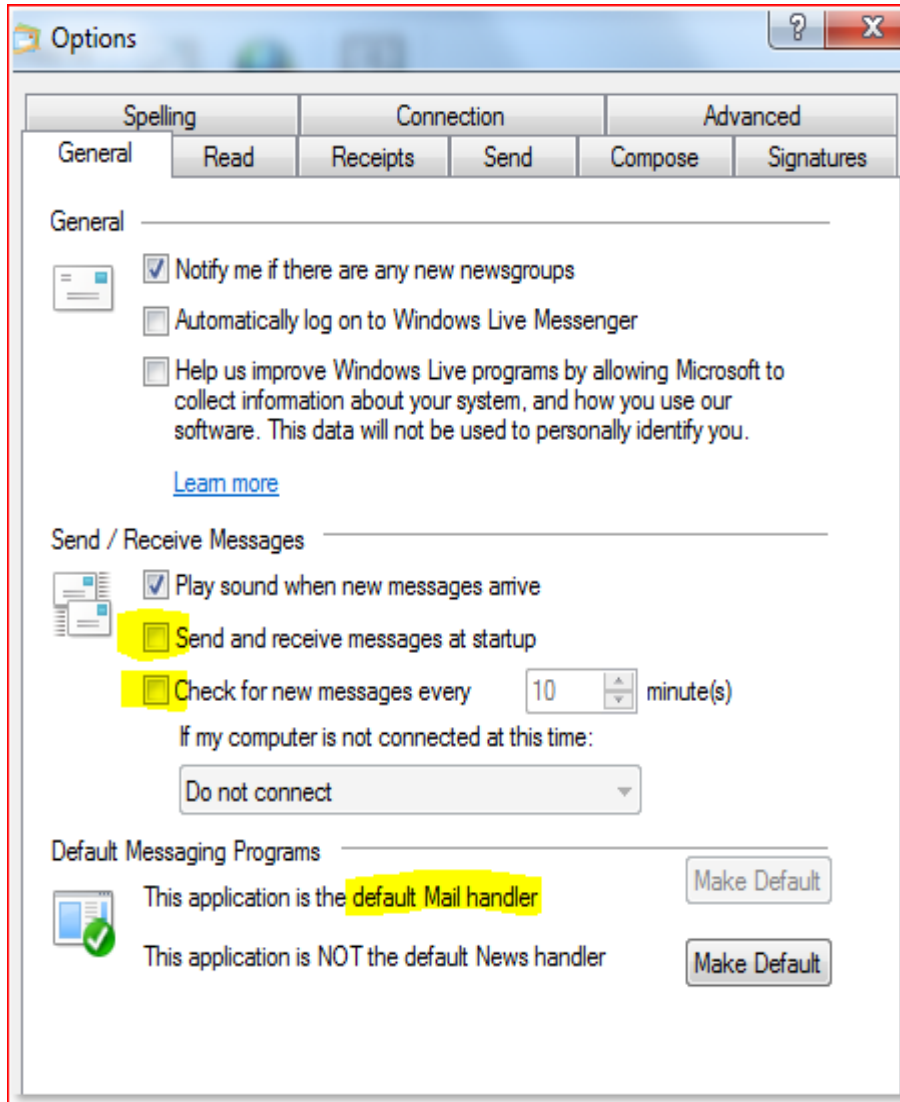 Options
Spelling Connection Advanced
General Read Receipts Send Compose Signatures
General
Notify me if there are any new newsgroups
Automatically log on to Windows Live Messenger
Help us improve Windows Live programs by allowing Microsoft to
collect information about your system, and how you use our
software. This data will not be used to personally identify you.
Learn more
Send / Receive Messages
Play sound when new messages arrive
Send and receive messages at startup
Check for new messages every 10 minute(s)
If my computer is not connected at this time:
Do not connect
Default Messaging Programs
This application is the default Mail handler Make Default
This application is NOT the default News handler Make Default